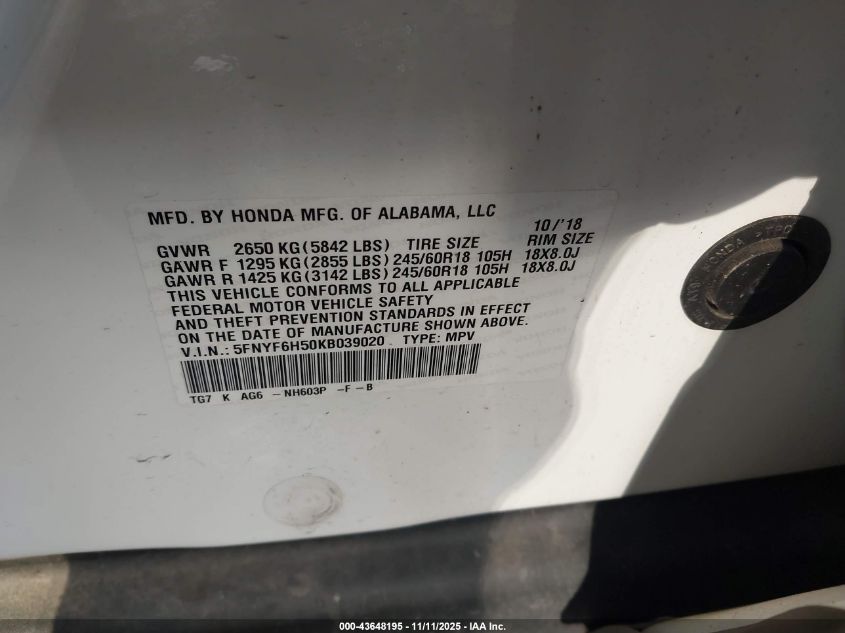 MFD. BY HONDA MFG. OF ALABAMA, LLC 10/'18
GVWR 2650 KG (5842 LBS) TIRE SIZE RIM SIZE
GAWR F 1295 KG (2855 LBS) 245/60R18 105H 18X8.0J
GAWR R 1425 KG (3142 LBS) 245/60R18 105H 18X8.0J
THIS VEHICLE CONFORMS TO ALL APPLICABLE
FEDERAL MOTOR VEHICLE SAFETY
AND THEFT PREVENTION STANDARDS IN EFFECT
ON THE DATE OF MANUFACTURE SHOWN ABOVE.
V.I.N.: 5FNYF6H50KB039020 TYPE: MPV
TG7 K AG6 -NH603P -F-B
HONDA
000-43648195 - 11/11/2025 - IAA Inc.